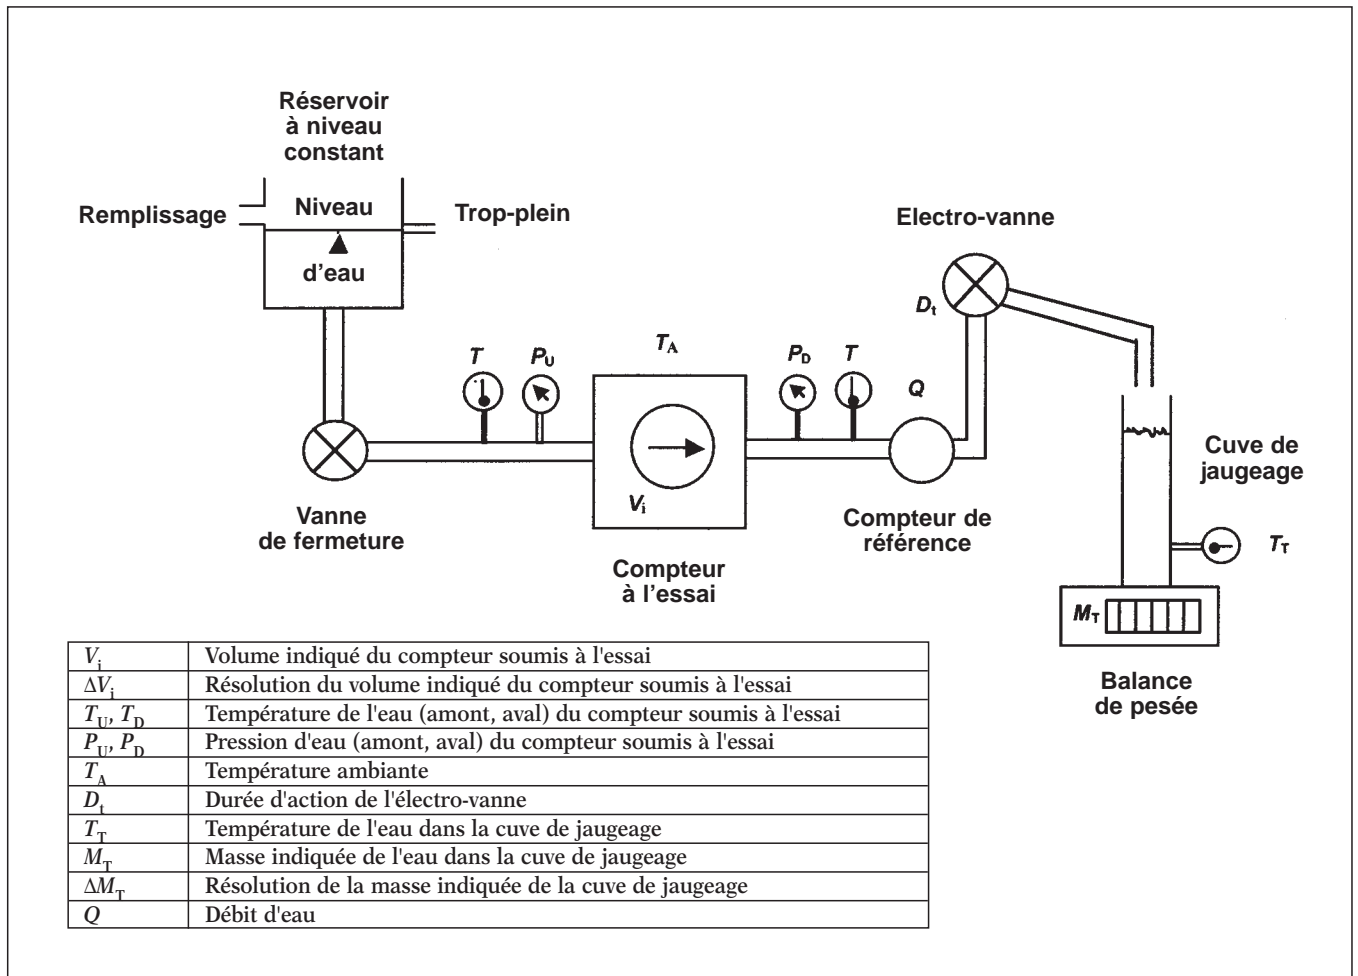 Réservoir
à niveau
constant
Remplissage
Niveau
d'eau
Trop-plein
Electro-vanne
D_t
T
P_U
T_A
P_D
T
Q
V_i
Vanne
de fermeture
Compteur
à l'essai
Compteur de
référence
Cuve de
jaugeage
T_T
M_T
Balance
de pesée
V_i Volume indiqué du compteur soumis à l'essai
ΔV_i Résolution du volume indiqué du compteur soumis à l'essai
T_U, T_D Température de l'eau (amont, aval) du compteur soumis à l'essai
P_U, P_D Pression d'eau (amont, aval) du compteur soumis à l'essai
T_A Température ambiante
D_t Durée d'action de l'électro-vanne
T_T Température de l'eau dans la cuve de jaugeage
M_T Masse indiquée de l'eau dans la cuve de jaugeage
ΔM_T Résolution de la masse indiquée de la cuve de jaugeage
Q Débit d'eau